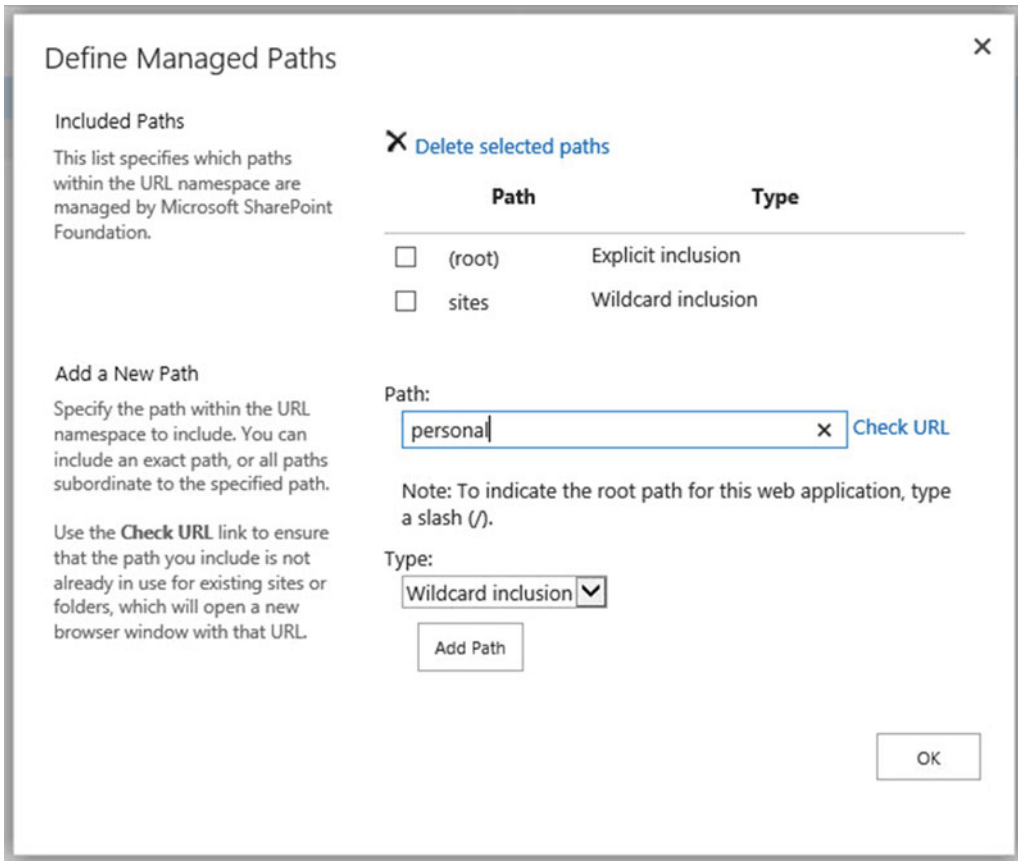 Define Managed Paths
Included Paths
This list specifies which paths
within the URL namespace are
managed by Microsoft SharePoint
Foundation.
Delete selected paths
Path Type
(root) Explicit inclusion
sites Wildcard inclusion
Add a New Path
Specify the path within the URL
namespace to include. You can
include an exact path, or all paths
subordinate to the specified path.
Use the Check URL link to ensure
that the path you include is not
already in use for existing sites or
folders, which will open a new
browser window with that URL.
Path:
personal
Check URL
Note: To indicate the root path for this web application, type
a slash (/).
Type:
Wildcard inclusion
Add Path
OK